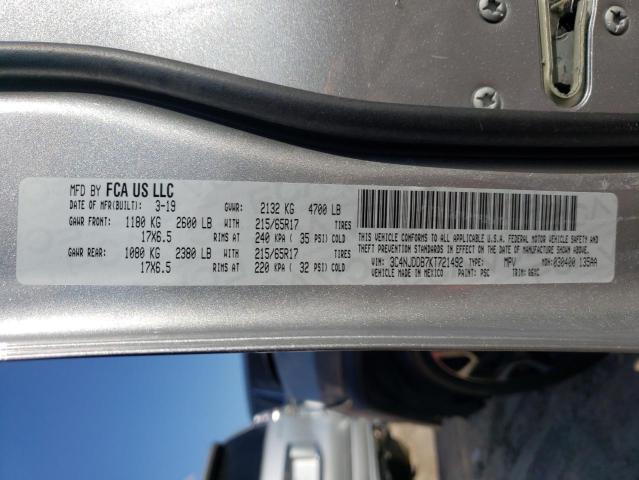 MFD BY FCA US LLC
DATE OF MFR(BUILT): 3-19 GVWR: 2132 KG 4700 LB
GAWR FRONT: 1180 KG 2600 LB WITH 215/65R17 TIRES
17X6.5 RIMS AT 240 KPA ( 35 PSI) COLD
GAWR REAR: 1080 KG 2380 LB WITH 215/65R17 TIRES
17X6.5 RIMS AT 220 KPA ( 32 PSI) COLD
THIS VEHICLE CONFORMS TO ALL APPLICABLE U.S.A. FEDERAL MOTOR VEHICLE SAFETY AND
THEFT PREVENTION STANDARDS IN EFFECT ON THE DATE OF MANUFACTURE SHOWN ABOVE.
VIN: 3C4NJDDB7KT721492 TYPE: MPV MDH: 030400 135AA
VEHICLE MADE IN MEXICO PAINT: PSC TRIM: